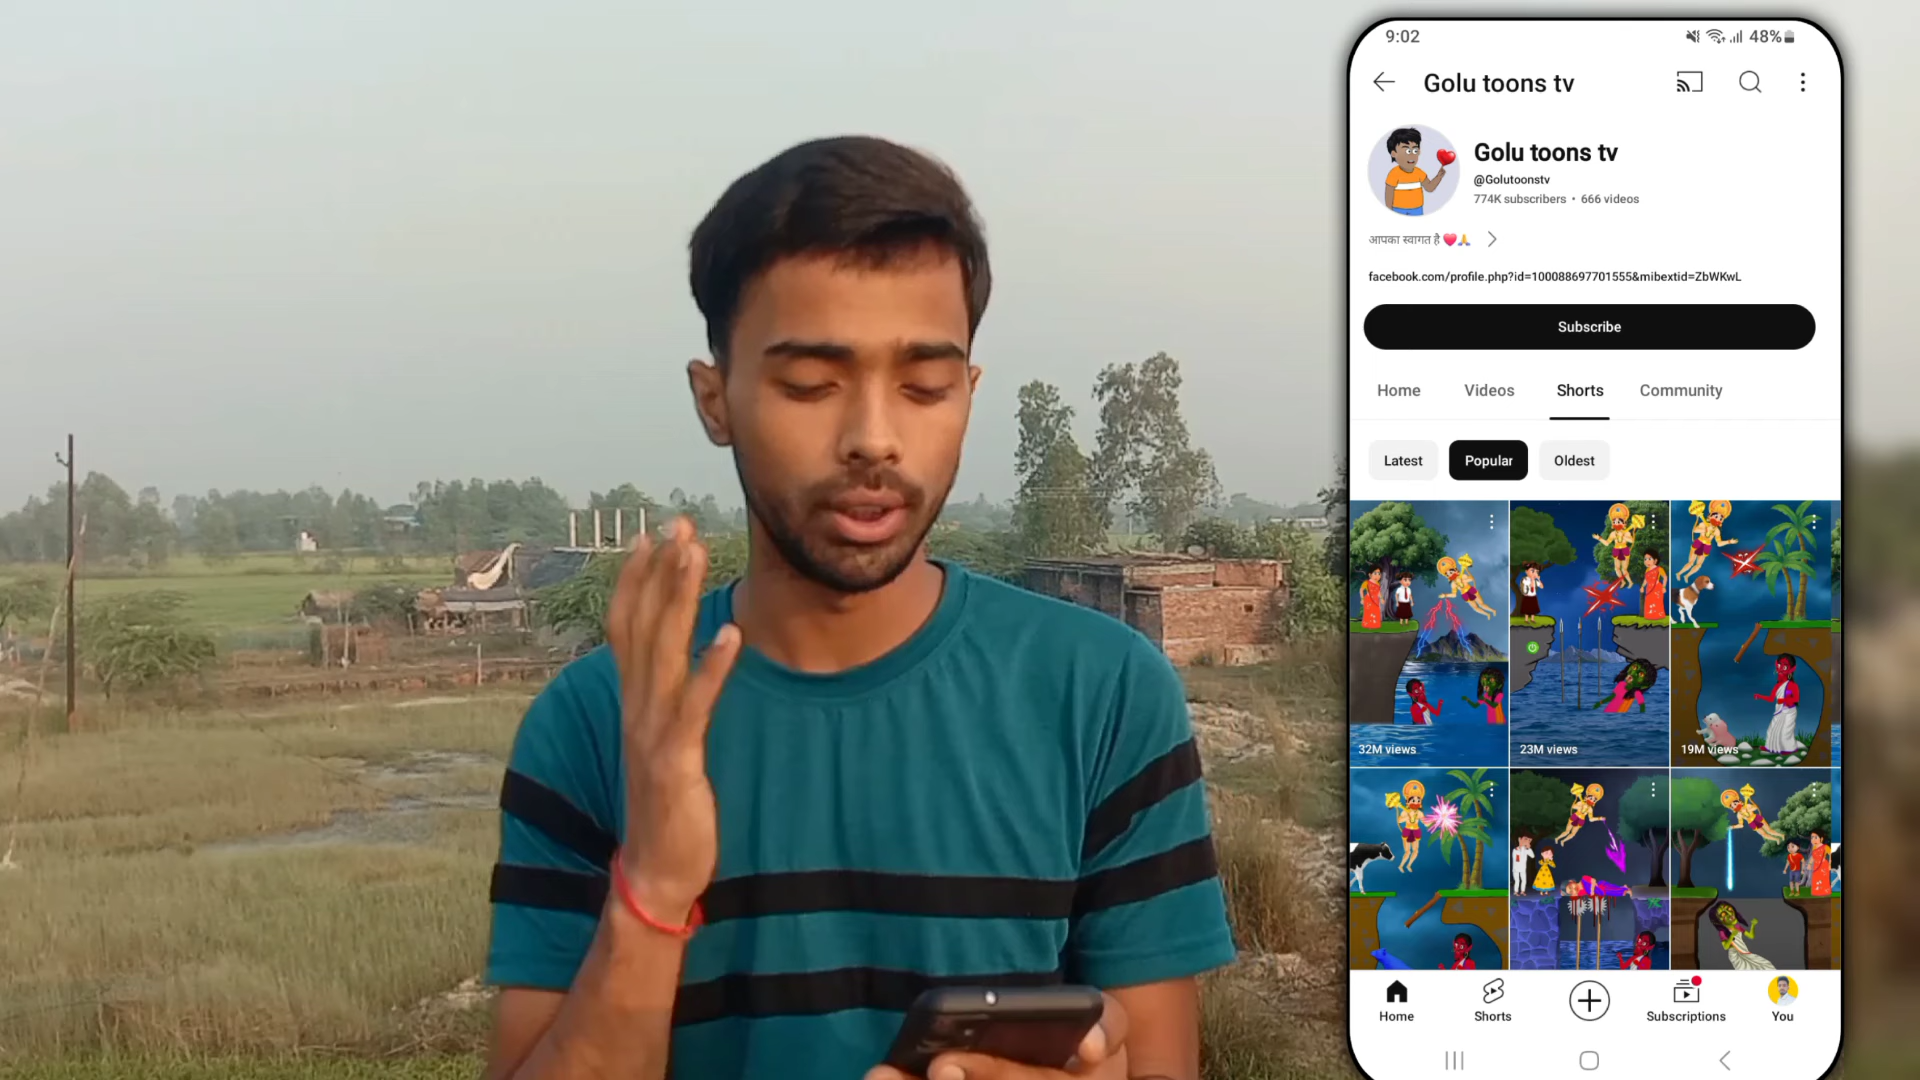 9:02
48%
Golu toons tv
Golu toons tv
@Golutoonstv
774K subscribers • 666 videos
आपका स्वागत है ❤️🙏
facebook.com/profile.php?id=100088697701555&mibextid=ZbWKwL
Subscribe
Home Videos Shorts Community
Latest Popular Oldest
32M views 23M views 19M views
Home Shorts Subscriptions You